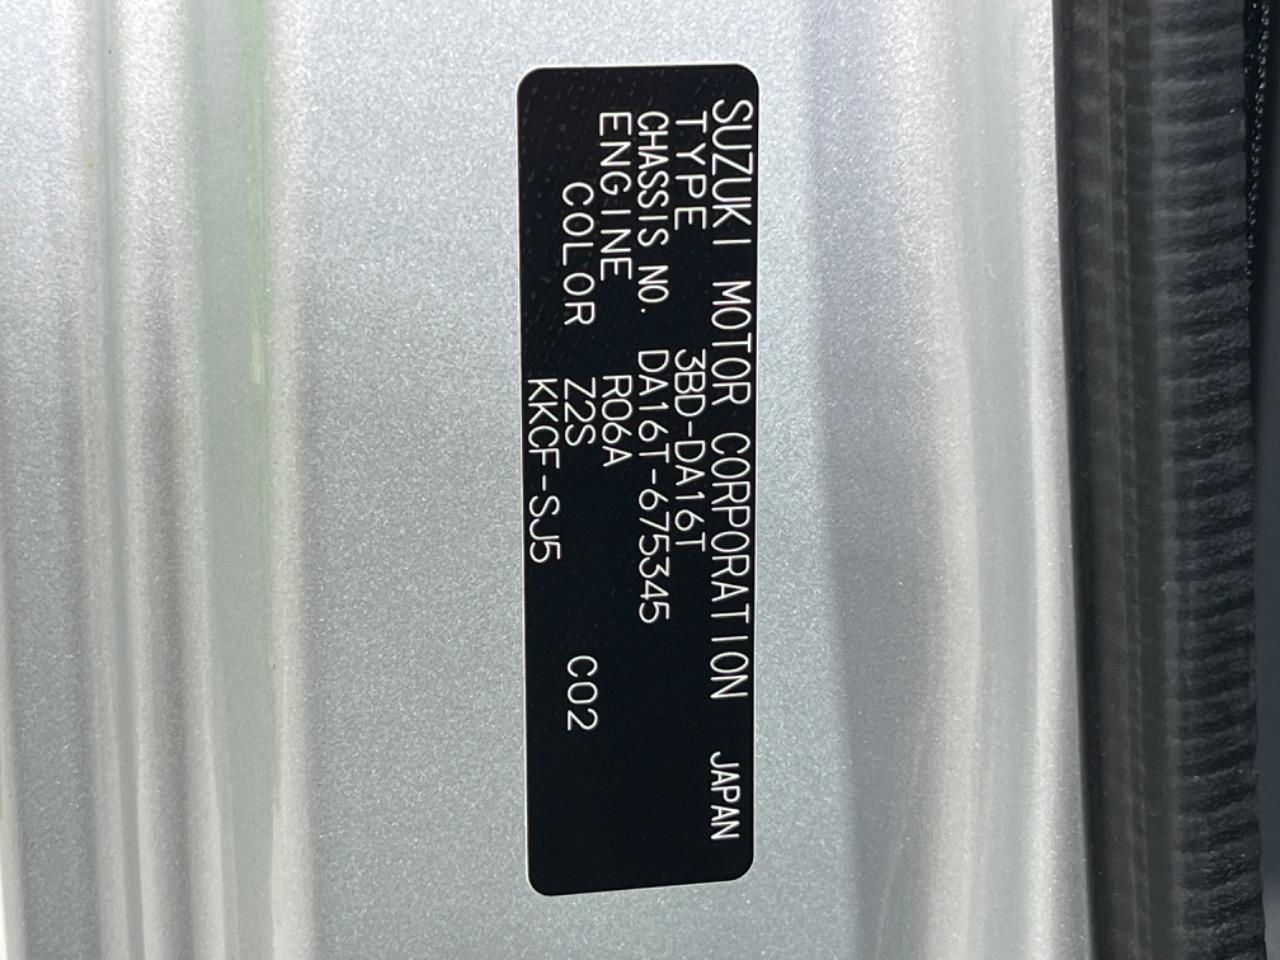 SUZUKI MOTOR CORPORATION JAPAN
TYPE 3BD-DA16T
CHASSIS NO. DA16T-675345
ENGINE R06A
COLOR Z2S C02
KKCF-SJ5